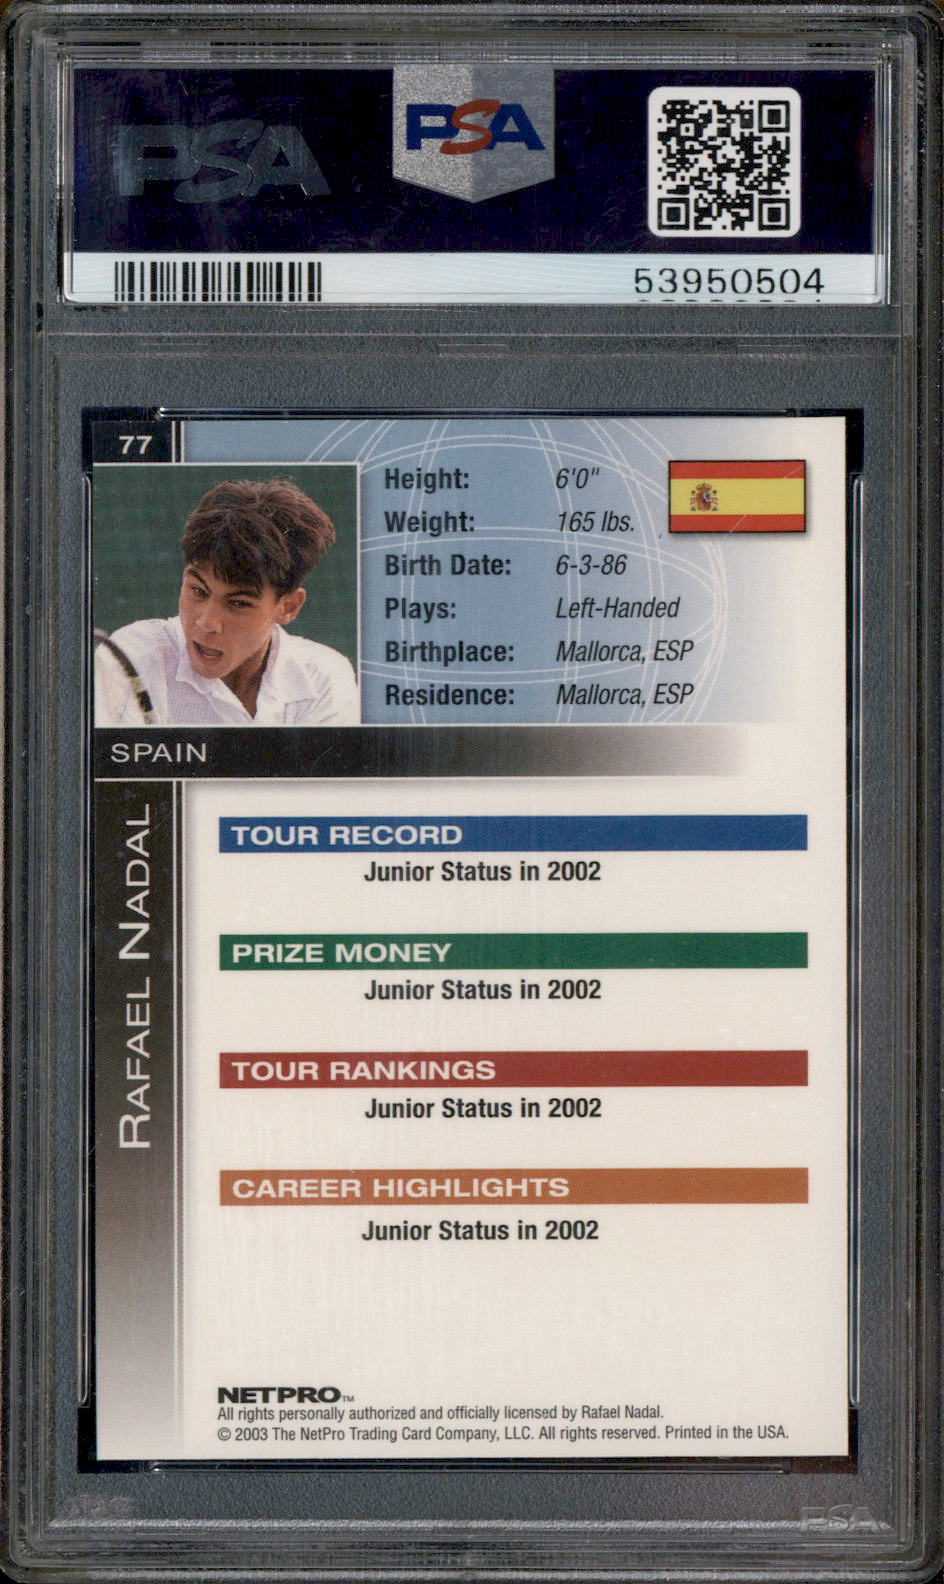 PSA
PSA
53950504
77
Height: 6'0"
Weight: 165 lbs.
Birth Date: 6-3-86
Plays: Left-Handed
Birthplace: Mallorca, ESP
Residence: Mallorca, ESP
SPAIN
RAFAEL NADAL
TOUR RECORD
Junior Status in 2002
PRIZE MONEY
Junior Status in 2002
TOUR RANKINGS
Junior Status in 2002
CAREER HIGHLIGHTS
Junior Status in 2002
NETPRO™
All rights personally authorized and officially licensed by Rafael Nadal.
© 2003 The NetPro Trading Card Company, LLC. All rights reserved. Printed in the USA.
PSA